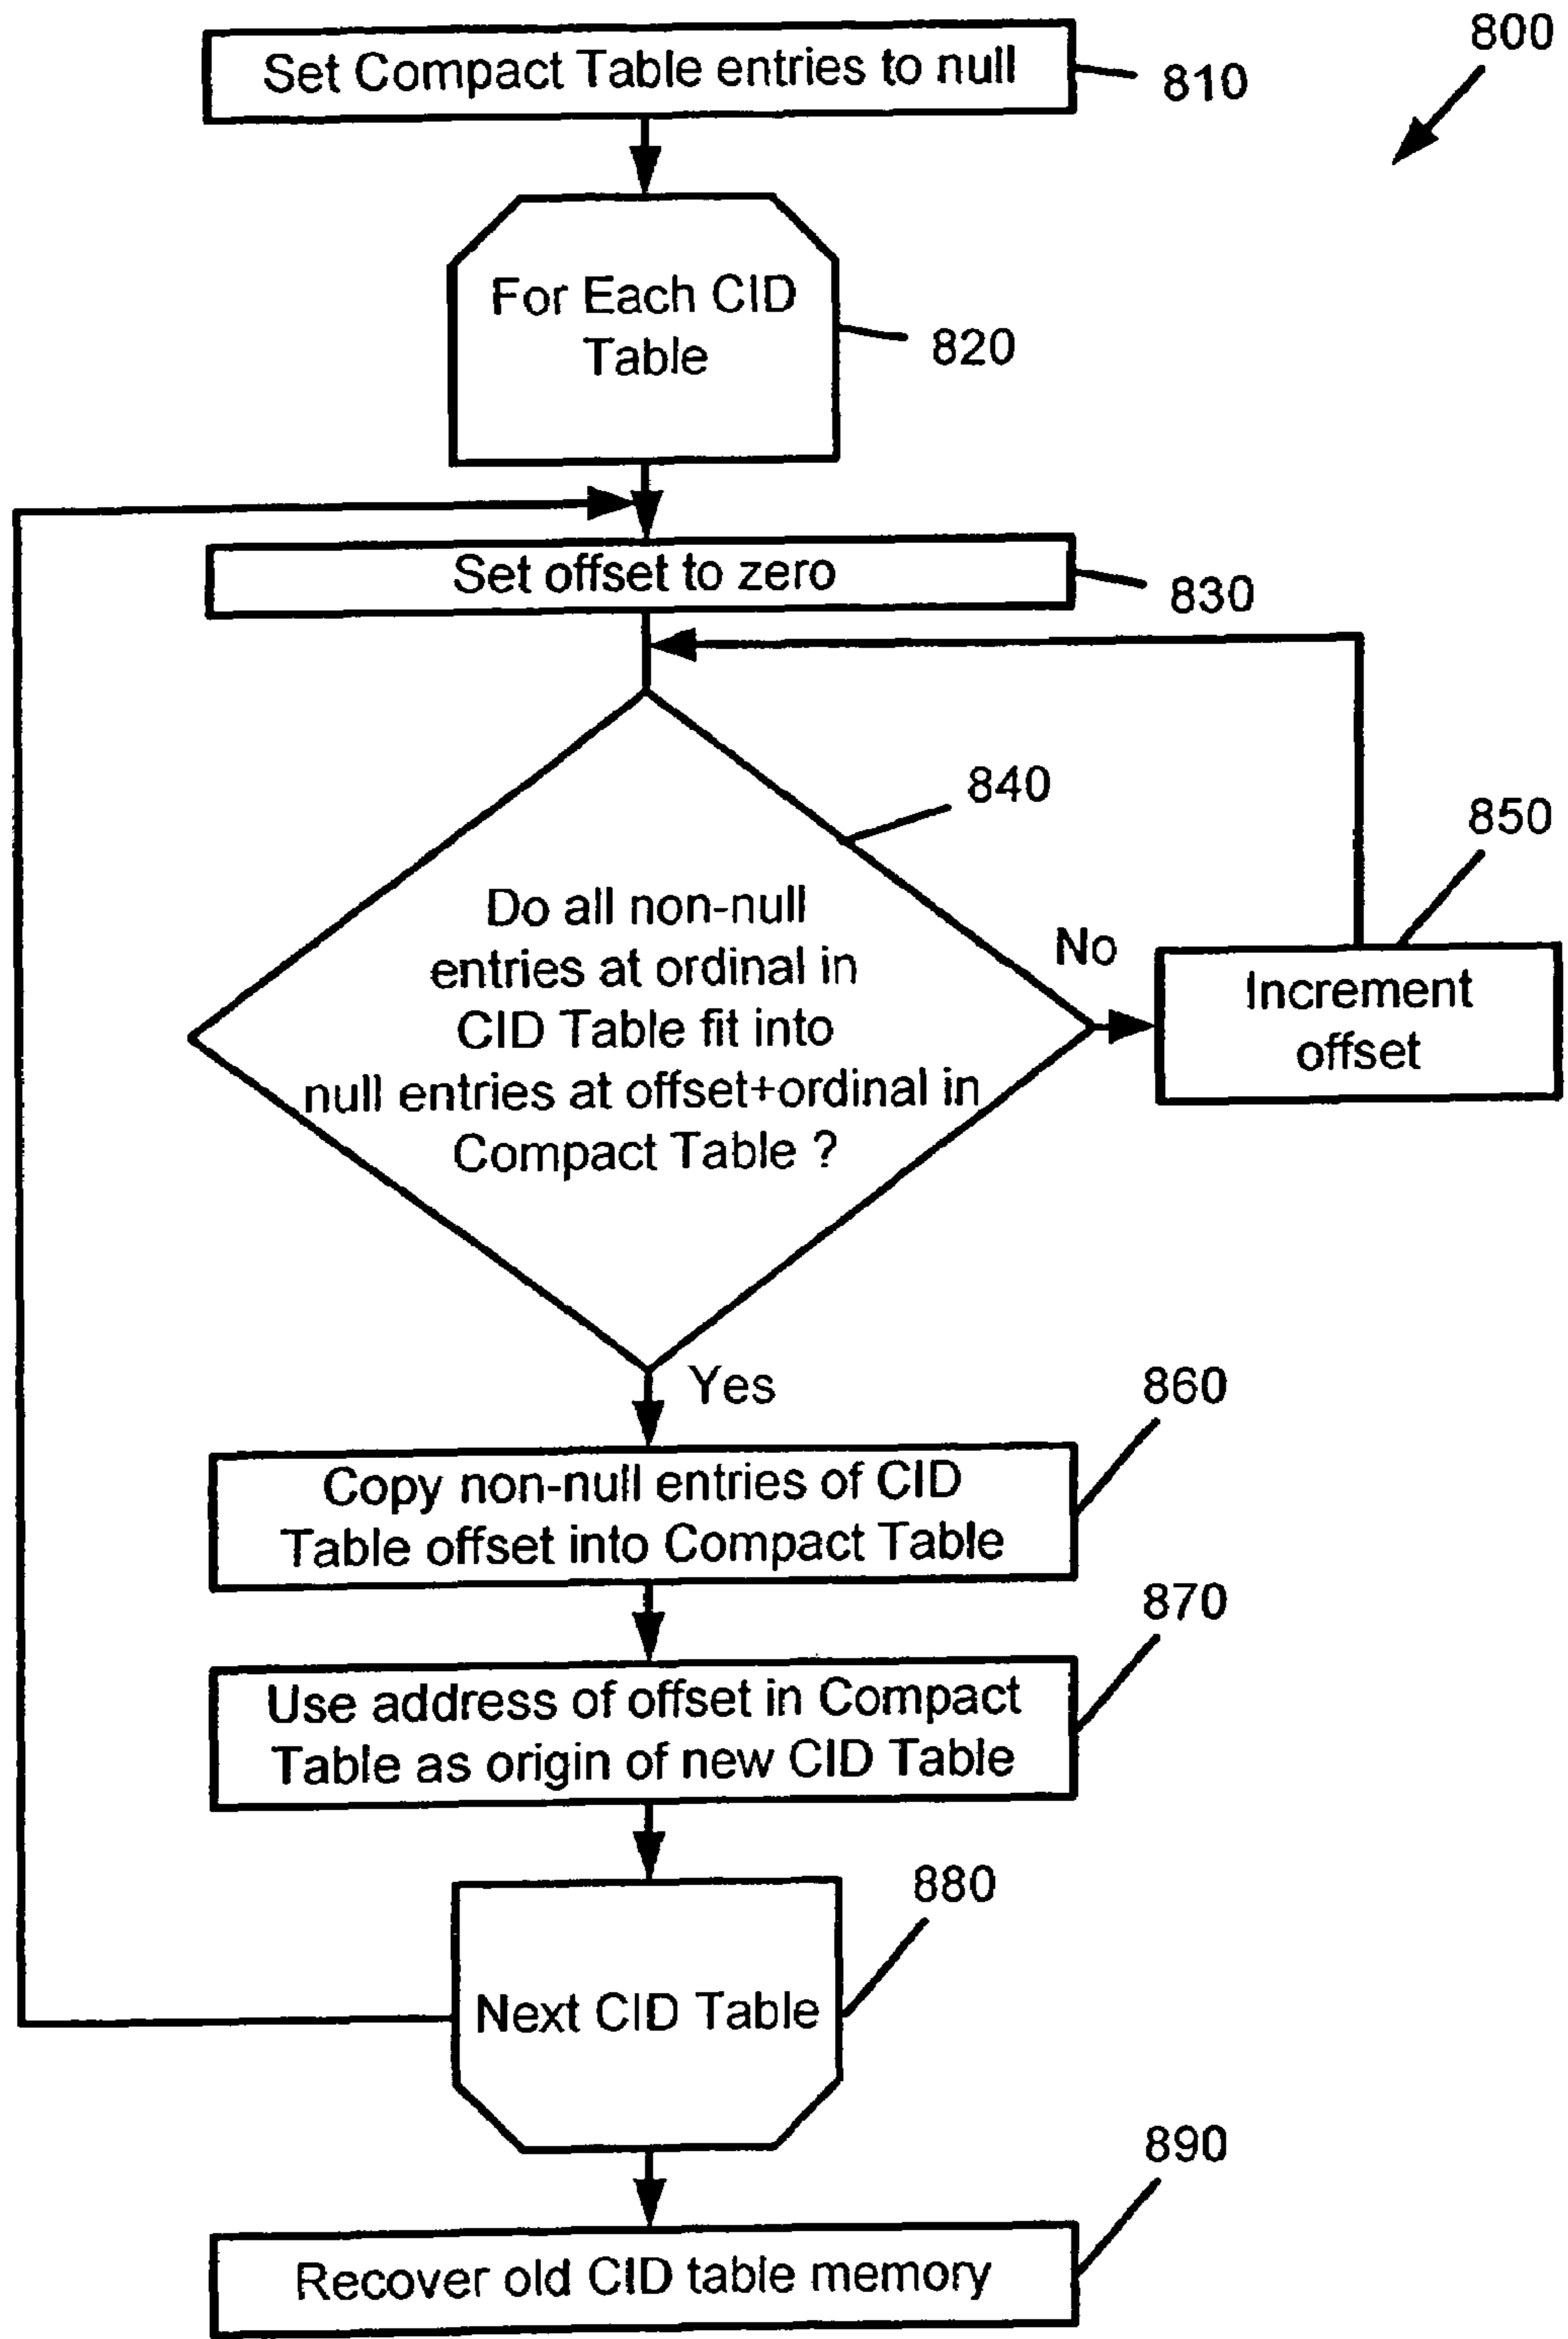 800
Set Compact Table entries to null
810
For Each CID
Table
820
Set offset to zero
830
840
850
Do all non-null
entries at ordinal in
CID Table fit into
null entries at offset+ordinal in
Compact Table ?
No
Increment
offset
Yes
860
Copy non-null entries of CID
Table offset into Compact Table
870
Use address of offset in Compact
Table as origin of new CID Table
880
Next CID Table
890
Recover old CID table memory